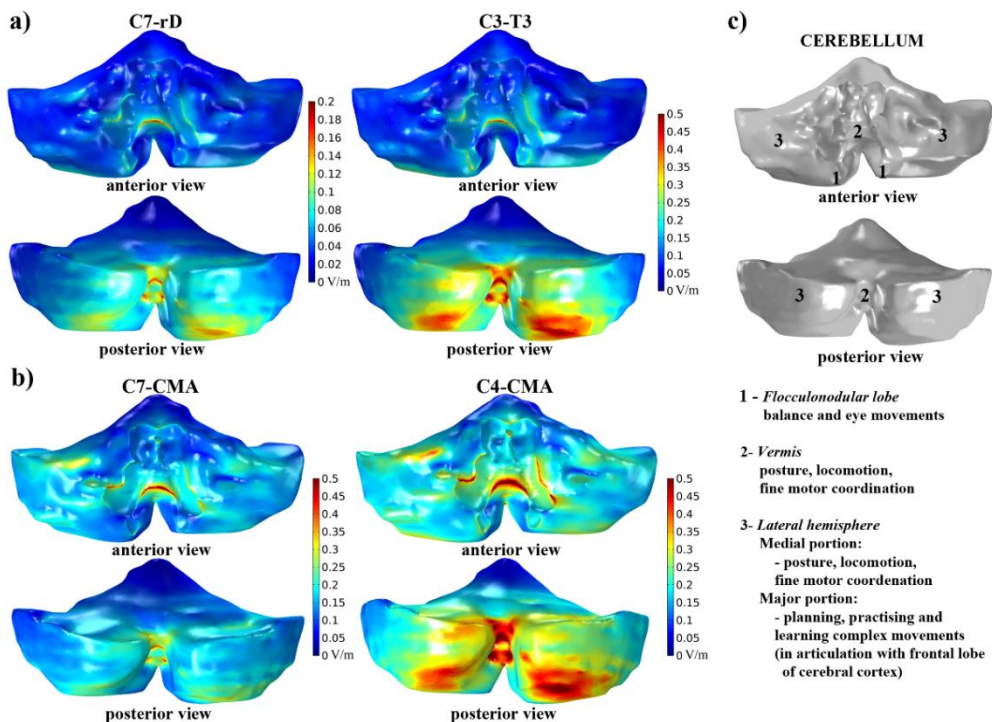 a)
C7-rD
C3-T3
0.2
0.18
0.16
0.14
0.12
0.1
0.08
0.06
0.04
0.02
0 V/m
0.5
0.45
0.4
0.35
0.3
0.25
0.2
0.15
0.1
0.05
0 V/m
anterior view
anterior view
posterior view
posterior view
b)
C7-CMA
C4-CMA
0.5
0.45
0.4
0.35
0.3
0.25
0.2
0.15
0.1
0.05
0 V/m
0.5
0.45
0.4
0.35
0.3
0.25
0.2
0.15
0.1
0.05
0 V/m
anterior view
anterior view
posterior view
posterior view
c)
CEREBELLUM
3 2 3
1 1
anterior view
3 2 3
posterior view
1 - Flocculonodular lobe
balance and eye movements
2- Vermis
posture, locomotion,
fine motor coordination
3- Lateral hemisphere
Medial portion:
- posture, locomotion,
fine motor coordenation
Major portion:
- planning, practising and
learning complex movements
(in articulation with frontal lobe
of cerebral cortex)